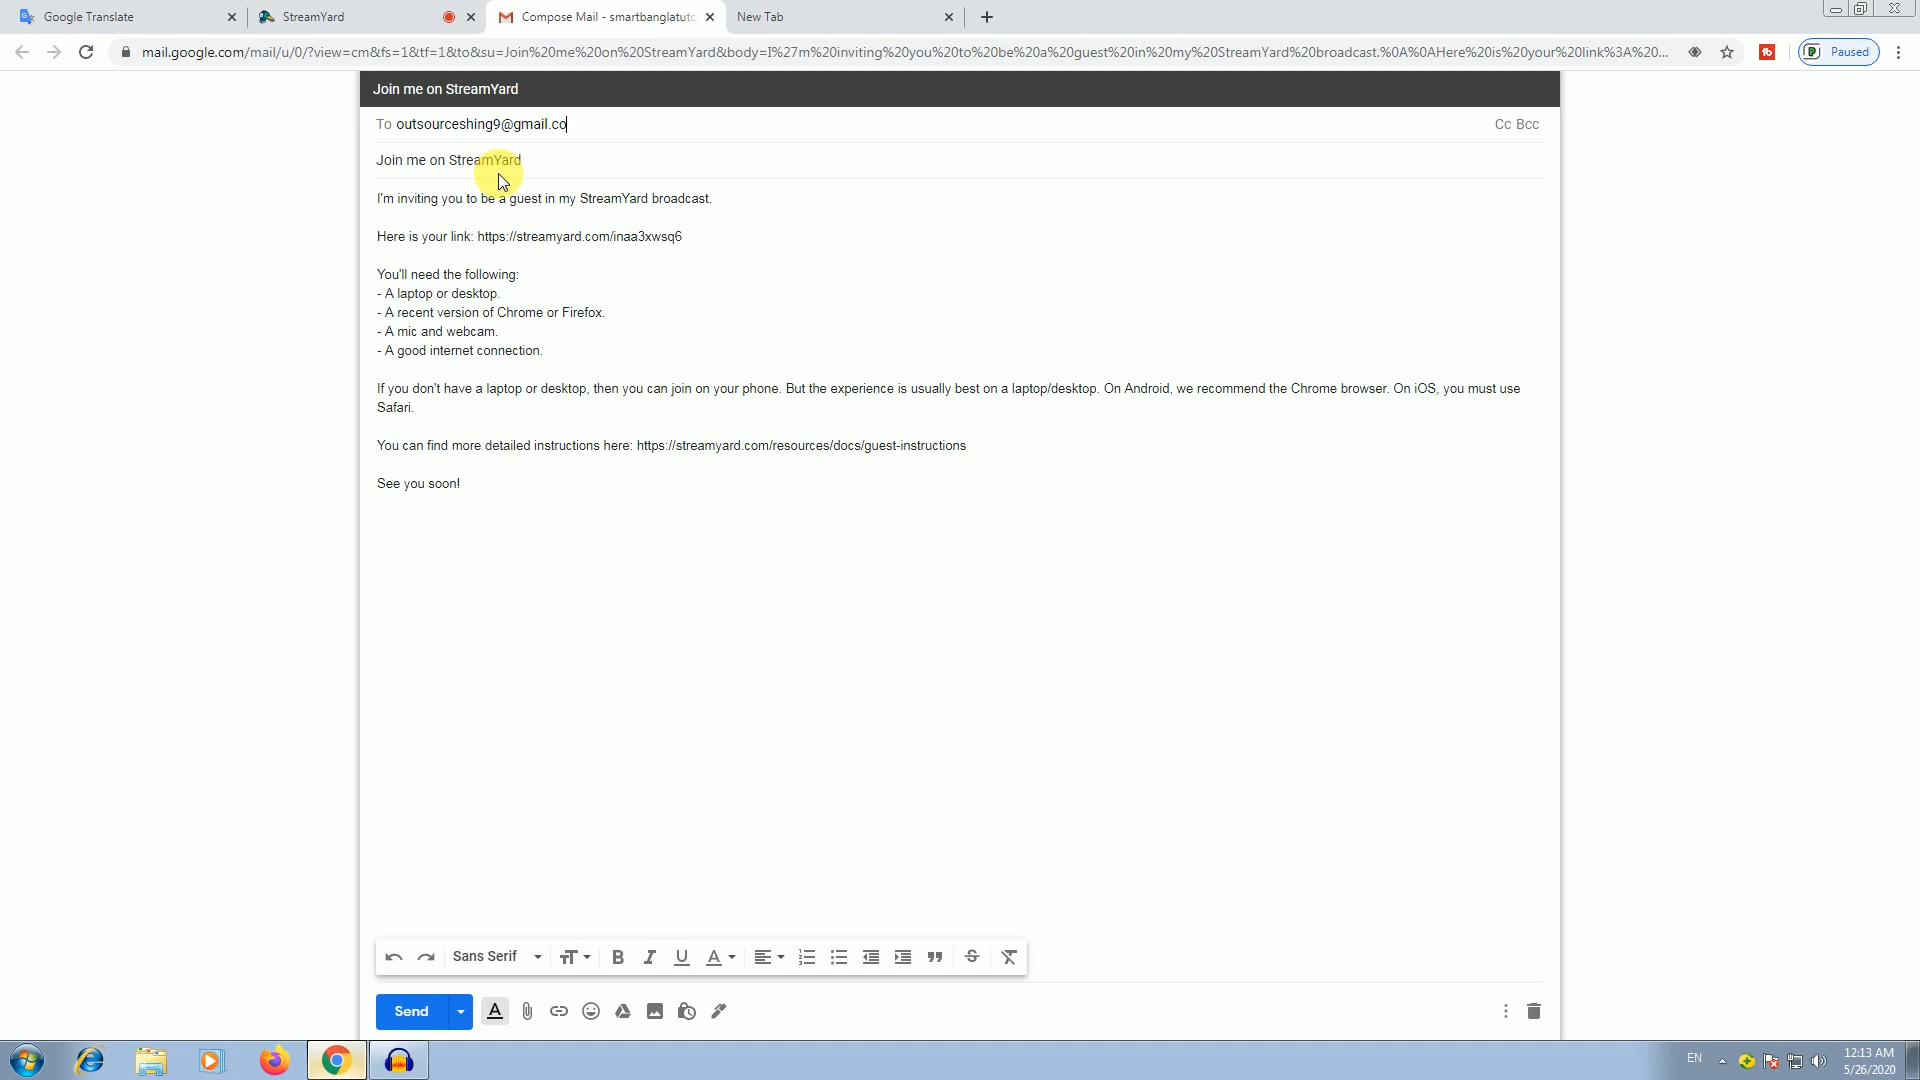 Google Translate
StreamYard
Compose Mail - smartbanglatuto
New Tab
mail.google.com/mail/u/0/?view=cm&fs=1&tf=1&to&su=Join%20me%20on%20StreamYard&body=I%27m%20inviting%20you%20to%20be%20a%20guest%20in%20my%20StreamYard%20broadcast.%0A%0AHere%20is%20your%20link%3A%20...
Paused
Join me on StreamYard
To outsourceshing9@gmail.co
Cc Bcc
Join me on StreamYard
I'm inviting you to be a guest in my StreamYard broadcast.
Here is your link: https://streamyard.com/inaa3xwsq6
You'll need the following:
- A laptop or desktop.
- A recent version of Chrome or Firefox.
- A mic and webcam.
- A good internet connection.
If you don't have a laptop or desktop, then you can join on your phone. But the experience is usually best on a laptop/desktop. On Android, we recommend the Chrome browser. On iOS, you must use
Safari.
You can find more detailed instructions here: https://streamyard.com/resources/docs/guest-instructions
See you soon!
Sans Serif
Send
EN
12:13 AM
5/26/2020